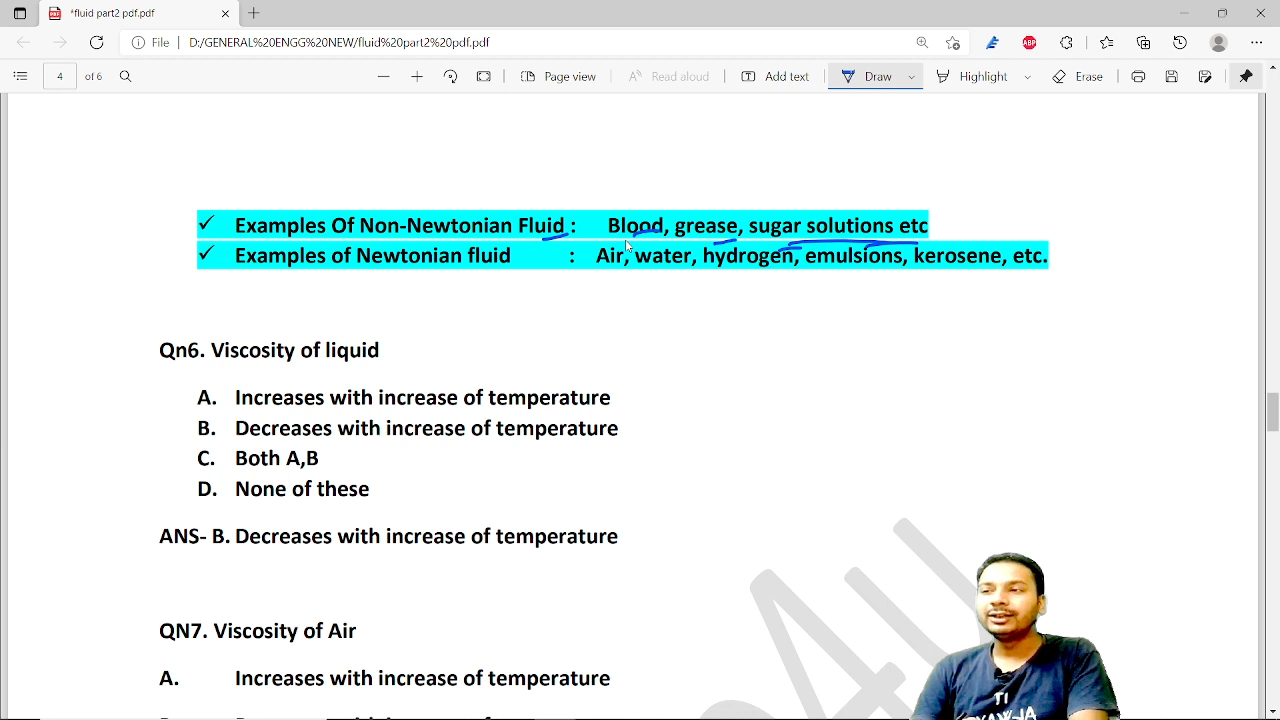 *fluid part2 pdf.pdf
File | D:/GENERAL%20ENGG%20NEW/fluid%20part2%20pdf.pdf
ABP
4 of 6 Page view Read aloud Add text Draw Highlight Erase
✓ Examples Of Non-Newtonian Fluid : Blood, grease, sugar solutions etc
✓ Examples of Newtonian fluid : Air, water, hydrogen, emulsions, kerosene, etc.
Qn6. Viscosity of liquid
A. Increases with increase of temperature
B. Decreases with increase of temperature
C. Both A,B
D. None of these
ANS- B. Decreases with increase of temperature
QN7. Viscosity of Air
A. Increases with increase of temperature
4u